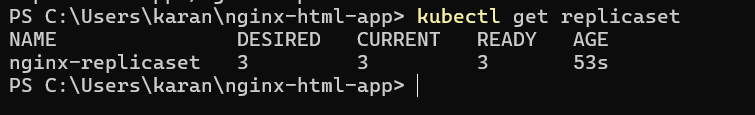 PS C:\Users\karan\nginx-html-app> kubectl get replicaset
NAME DESIRED CURRENT READY AGE
nginx-replicaset 3 3 3 53s
PS C:\Users\karan\nginx-html-app>